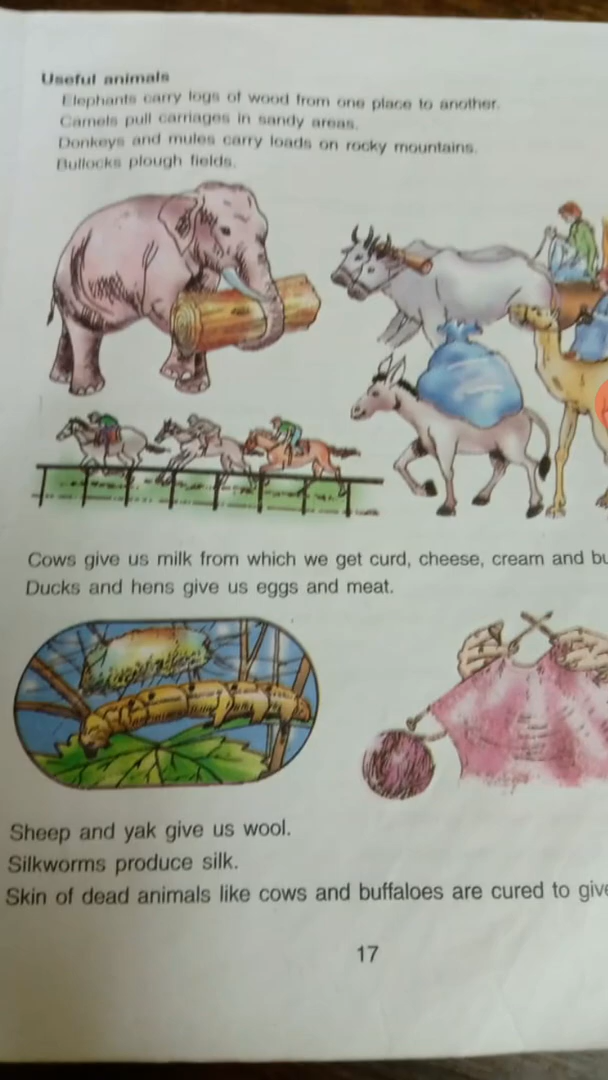 Useful animals
Elephants carry logs of wood from one place to another.
Camels pull carriages in sandy areas.
Donkeys and mules carry loads on rocky mountains.
Bullocks plough fields.
Cows give us milk from which we get curd, cheese, cream and bu
Ducks and hens give us eggs and meat.
Sheep and yak give us wool.
Silkworms produce silk.
Skin of dead animals like cows and buffaloes are cured to give
17